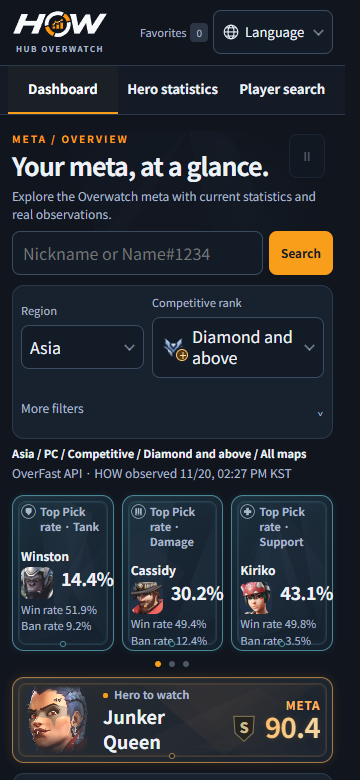 HOW
HUB OVERWATCH
Favorites 0
Language
Dashboard
Hero statistics
Player search
META / OVERVIEW
Your meta, at a glance.
Explore the Overwatch meta with current statistics and
real observations.
Nickname or Name#1234
Search
Region
Asia
Competitive rank
Diamond and
above
More filters
Asia / PC / Competitive / Diamond and above / All maps
OverFast API · HOW observed 11/20, 02:27 PM KST
Top Pick
rate · Tank
Winston
14.4%
Win rate 51.9%
Ban rate 9.2%
Top Pick
rate ·
Damage
Cassidy
30.2%
Win rate 49.4%
Ban rate 12.4%
Top Pick
rate ·
Support
Kiriko
43.1%
Win rate 49.8%
Ban rate 3.5%
Hero to watch
Junker
Queen
S
META
90.4